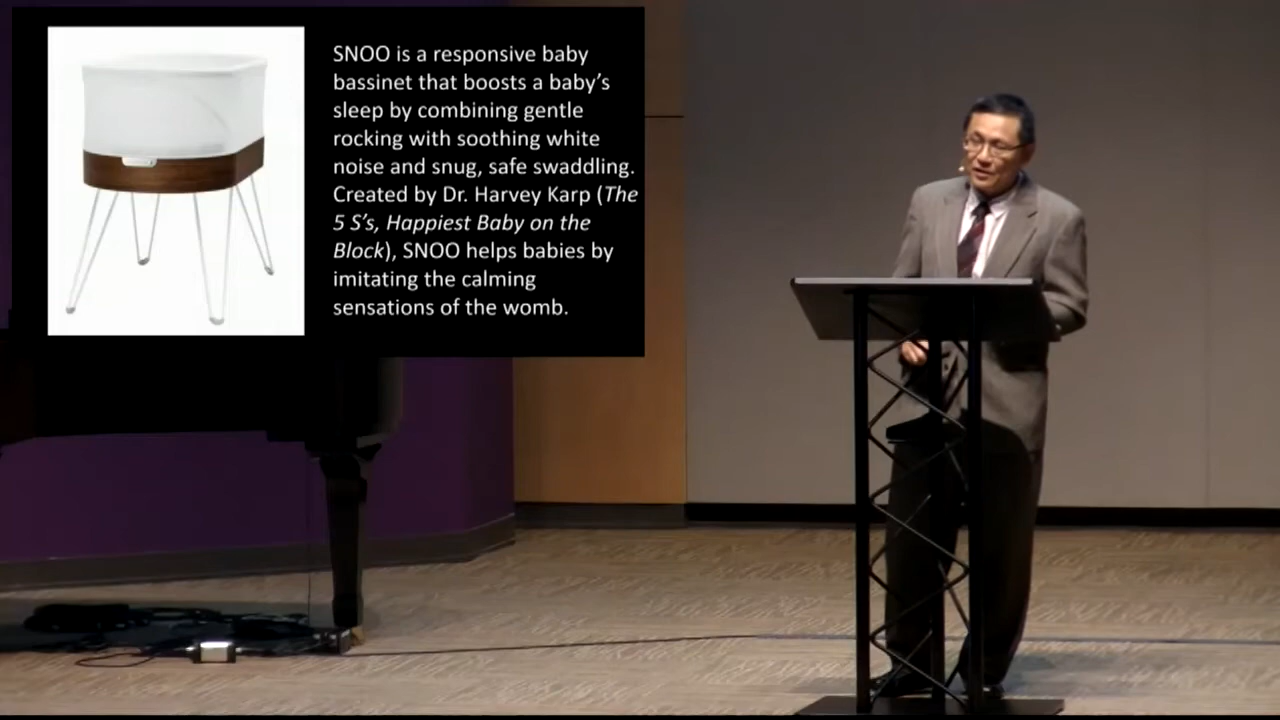 SNOO is a responsive baby
bassinet that boosts a baby’s
sleep by combining gentle
rocking with soothing white
noise and snug, safe swaddling.
Created by Dr. Harvey Karp (The
5 S’s, Happiest Baby on the
Block), SNOO helps babies by
imitating the calming
sensations of the womb.